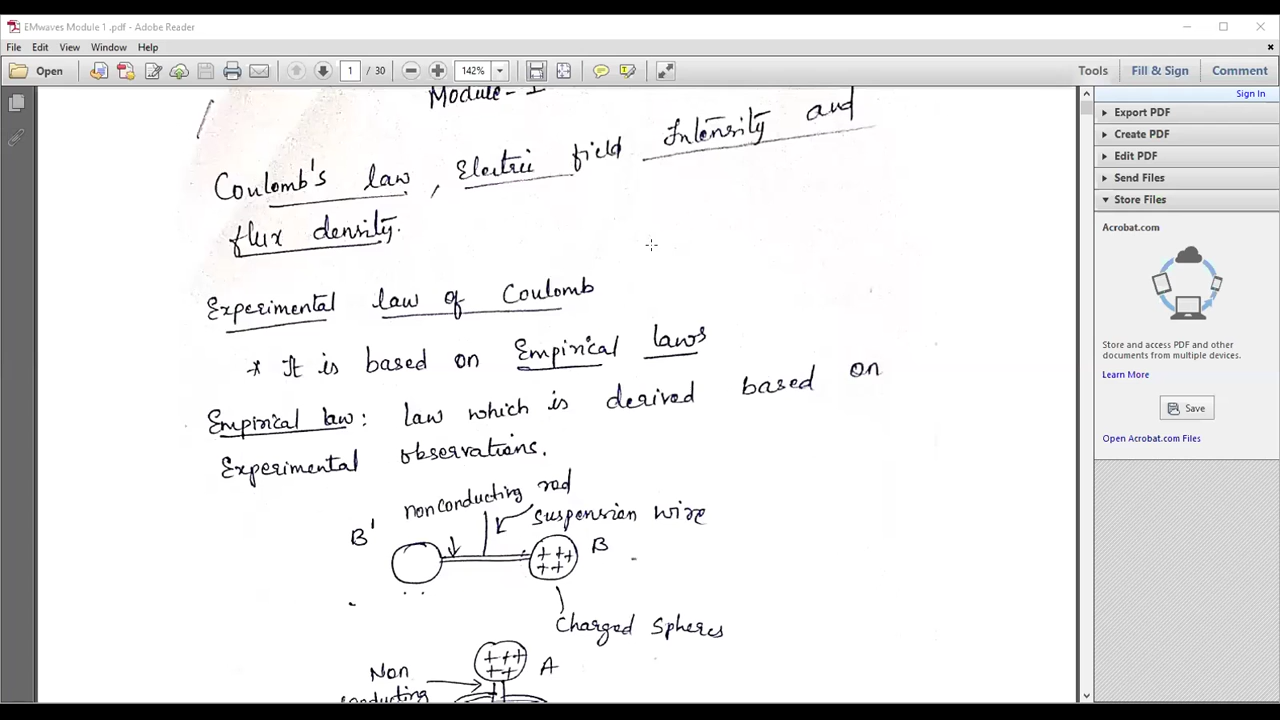 EMwaves Module 1 .pdf - Adobe Reader
File Edit View Window Help
Open 1 / 30 142% Tools Fill & Sign Comment
Sign In
Module - I
Coulomb's law, Electric field Intensity and
flux density.
Experimental law of Coulomb
* It is based on Empirical laws
Empirical law: Law which is derived based on
Experimental observations.
nonconducting rod
suspension wire
B'
B
+ + +
+ +
Charged Spheres
+ + +
+ +
A
Non
conducting
Export PDF
Create PDF
Edit PDF
Send Files
Store Files
Acrobat.com
Store and access PDF and other
documents from multiple devices.
Learn More
Save
Open Acrobat.com Files